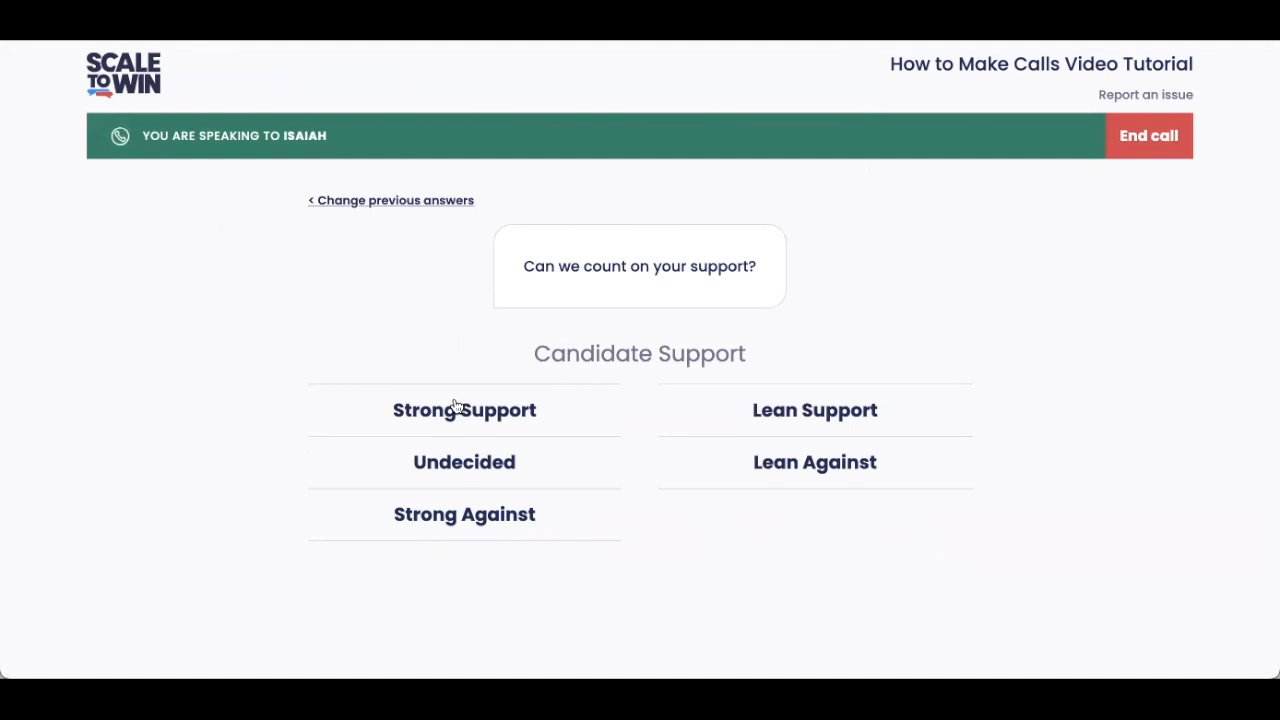 SCALE
TO WIN
How to Make Calls Video Tutorial
Report an issue
YOU ARE SPEAKING TO ISAIAH
End call
< Change previous answers
Can we count on your support?
Candidate Support
Strong Support
Lean Support
Undecided
Lean Against
Strong Against